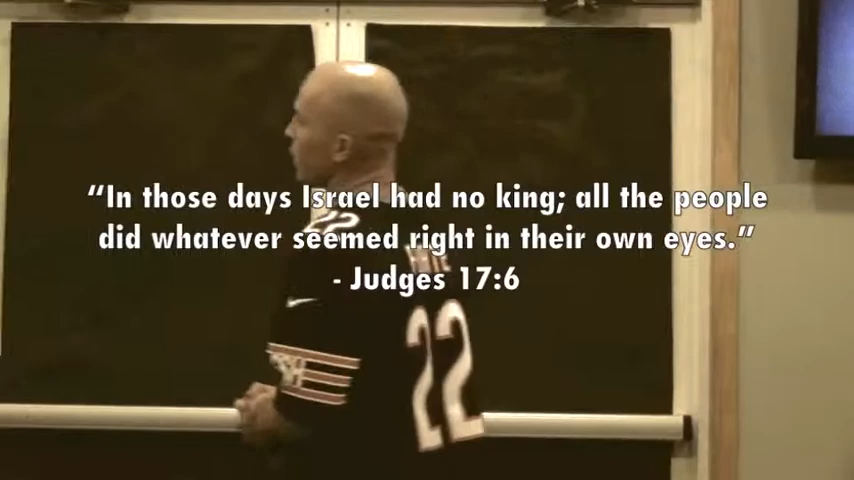 “In those days Israel had no king; all the people
did whatever seemed right in their own eyes.”
- Judges 17:6
22
22